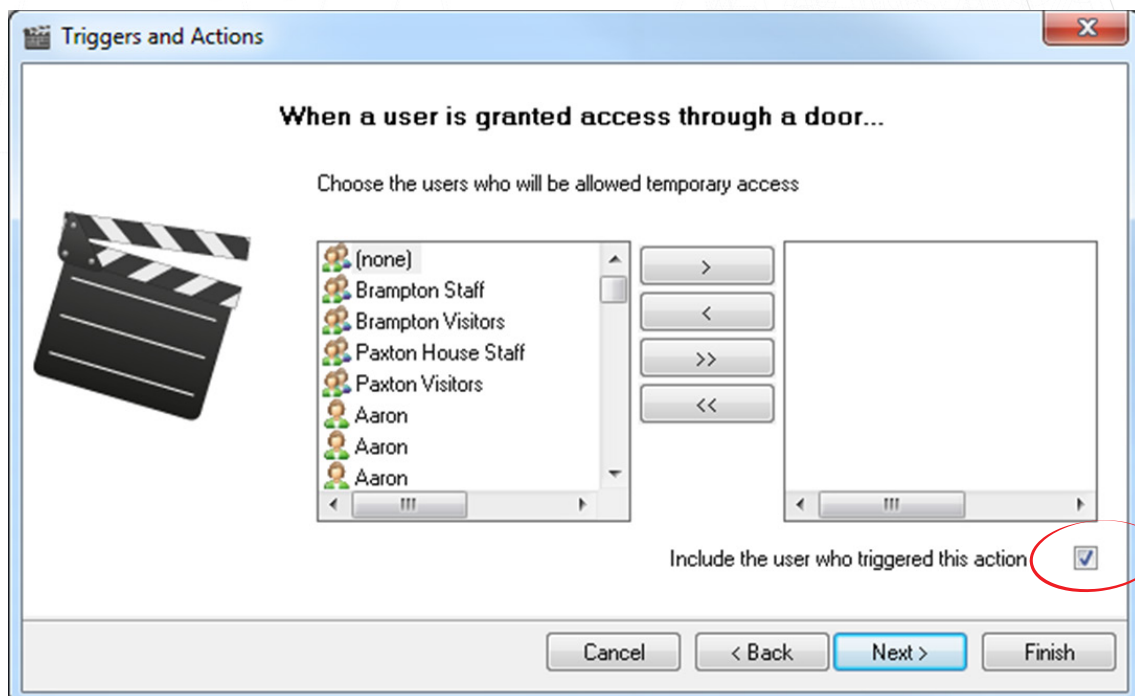 Triggers and Actions
When a user is granted access through a door...
Choose the users who will be allowed temporary access
(none)
Brampton Staff
Brampton Visitors
Paxton House Staff
Paxton Visitors
Aaron
Aaron
Aaron
>
<
>>
<<
Include the user who triggered this action
Cancel
< Back
Next >
Finish